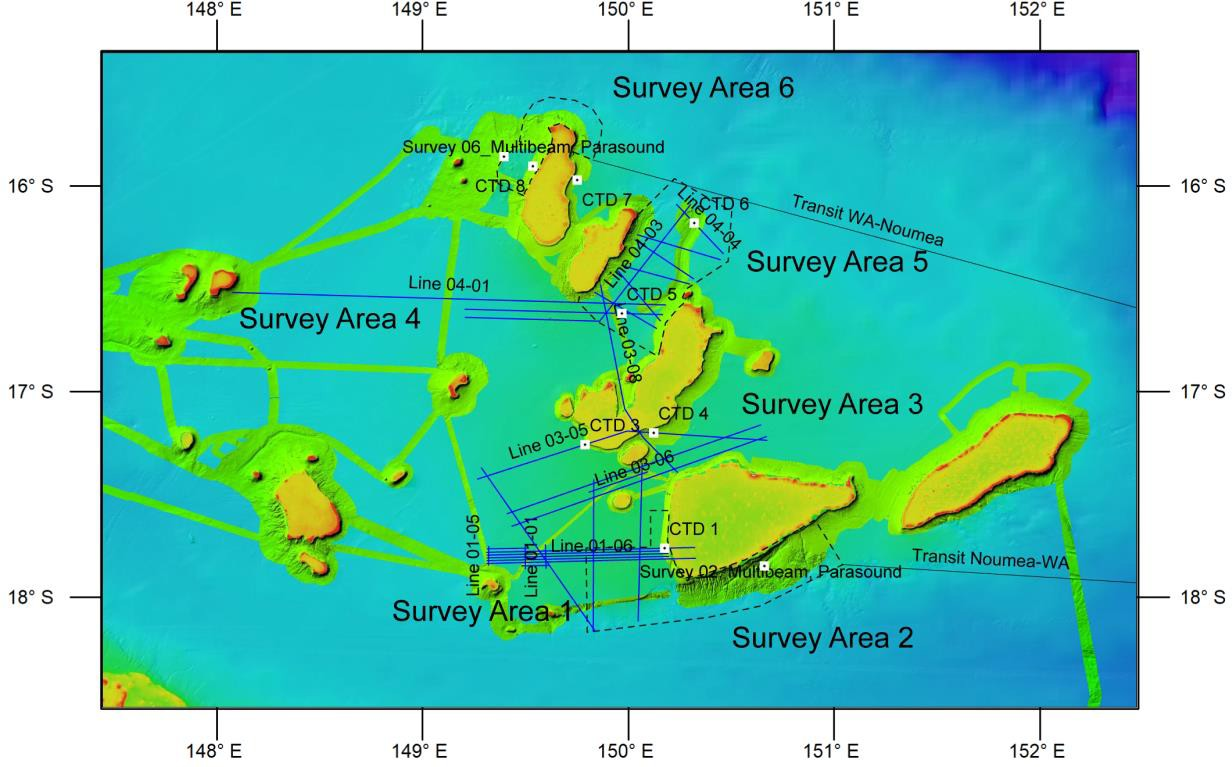 148° E
149° E
150° E
151° E
152° E
Survey Area 6
Survey 06_Multibeam_Parasound
16° S
16° S
CTD 8
CTD 7
CTD 6
Line 04-04
Transit WA-Noumea
Line 04-03
Survey Area 5
Line 04-01
CTD 5
Survey Area 4
Line 03-08
17° S
17° S
Survey Area 3
CTD 4
CTD 3
Line 03-05
Line 03-06
CTD 1
Line 01-05
Line 01-01
Line 01-06
Transit Noumea-WA
Survey 02_Multibeam_Parasound
18° S
18° S
Survey Area 1
Survey Area 2
148° E
149° E
150° E
151° E
152° E